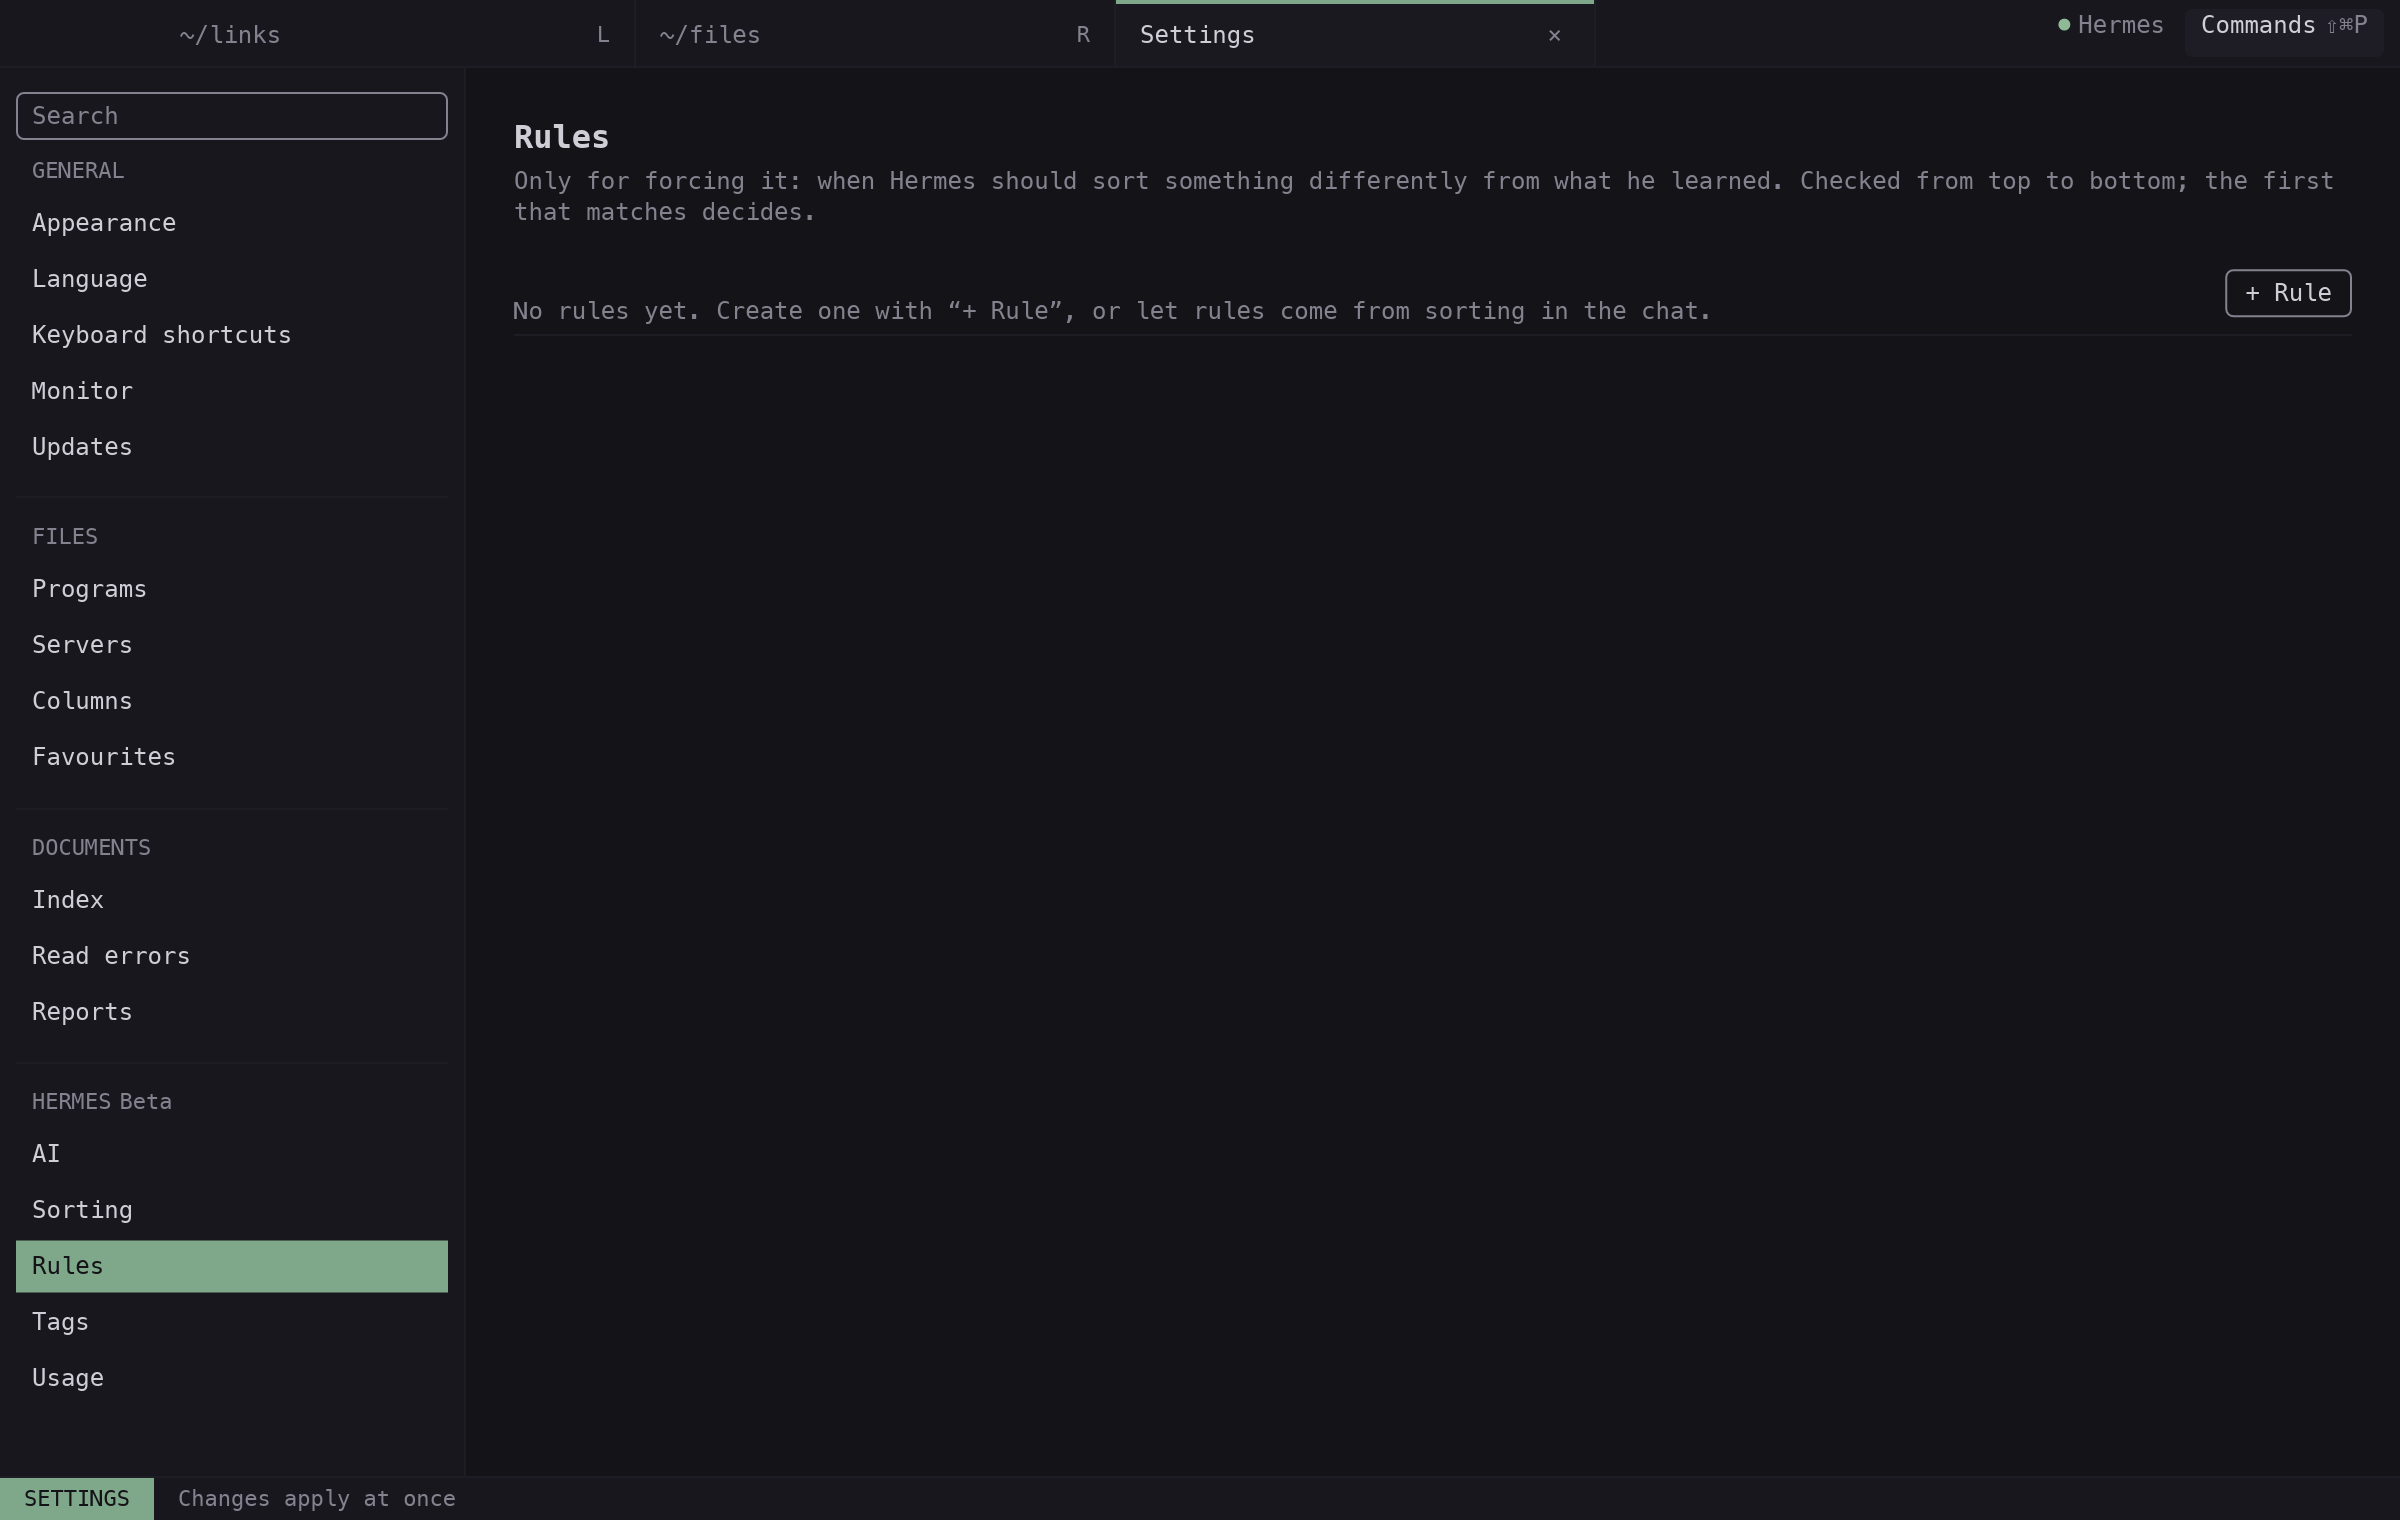 ~/links L ~/files R Settings × Hermes Commands ⇧⌘P
Search
GENERAL
Appearance
Language
Keyboard shortcuts
Monitor
Updates
FILES
Programs
Servers
Columns
Favourites
DOCUMENTS
Index
Read errors
Reports
HERMES Beta
AI
Sorting
Rules
Tags
Usage
Rules
Only for forcing it: when Hermes should sort something differently from what he learned. Checked from top to bottom; the first
that matches decides.
+ Rule
No rules yet. Create one with “+ Rule”, or let rules come from sorting in the chat.
SETTINGS Changes apply at once